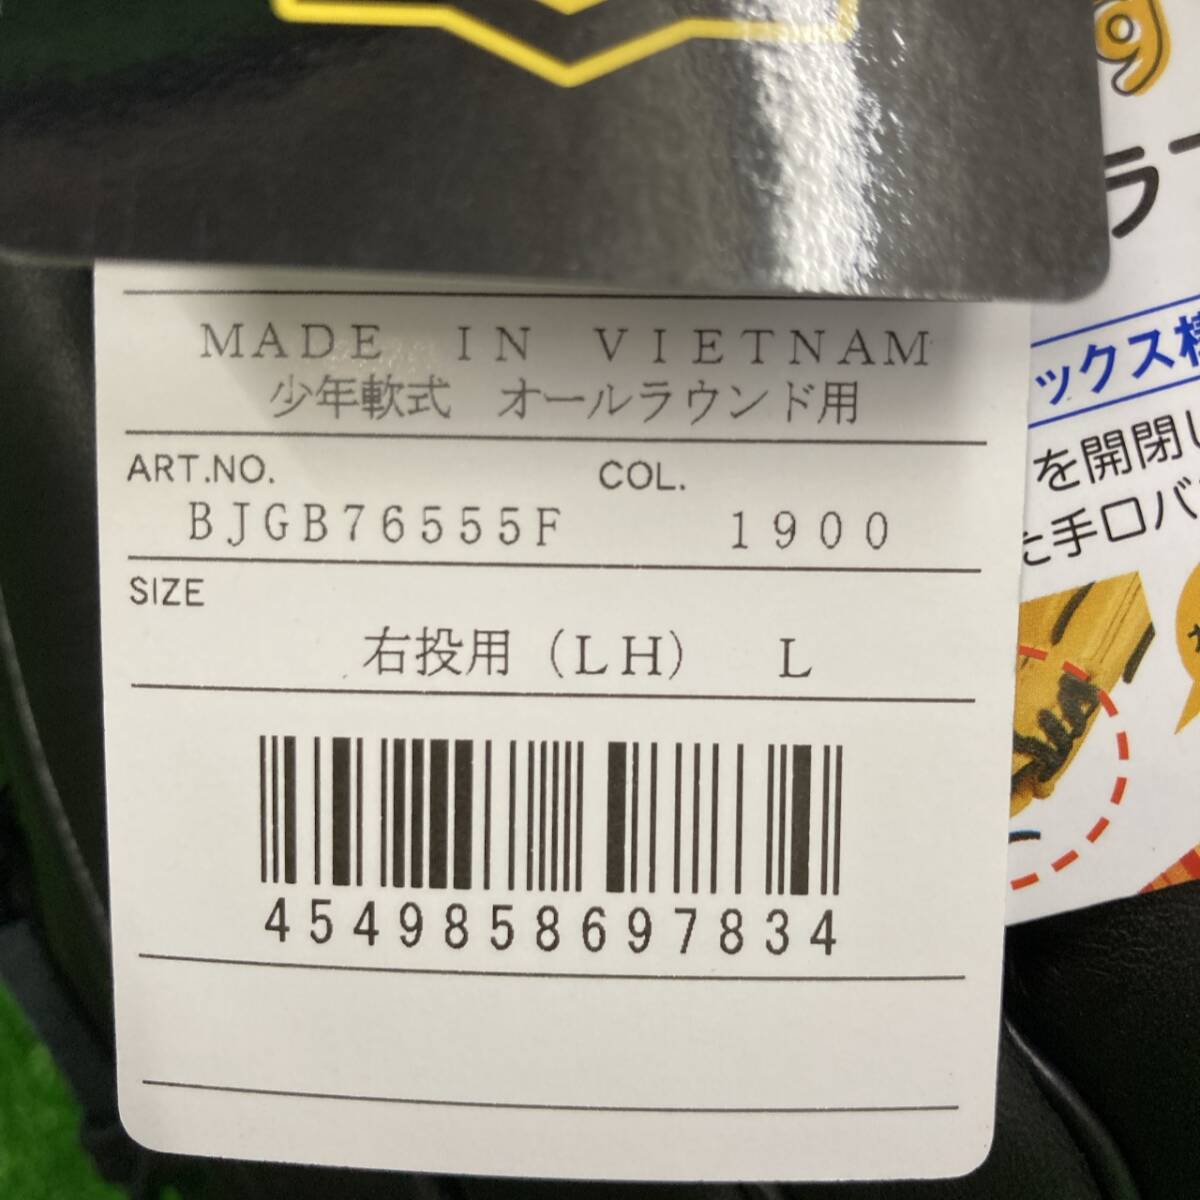 MADE IN VIETNAM
少年軟式 オールラウンド用
ART.NO. COL.
BJGB76555F 1900
SIZE
右投用(LH) L
4549858697834
ラ
ックス
を開閉し
た手口バ